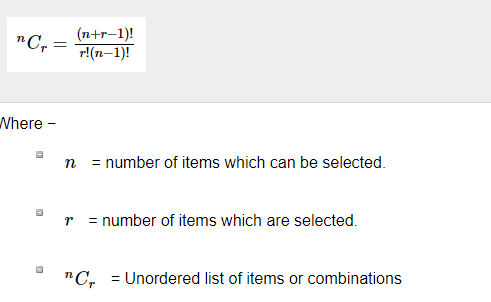 ⁿCᵣ = (n+r−1)! / r!(n−1)!
Where −
n = number of items which can be selected.
r = number of items which are selected.
ⁿCᵣ = Unordered list of items or combinations